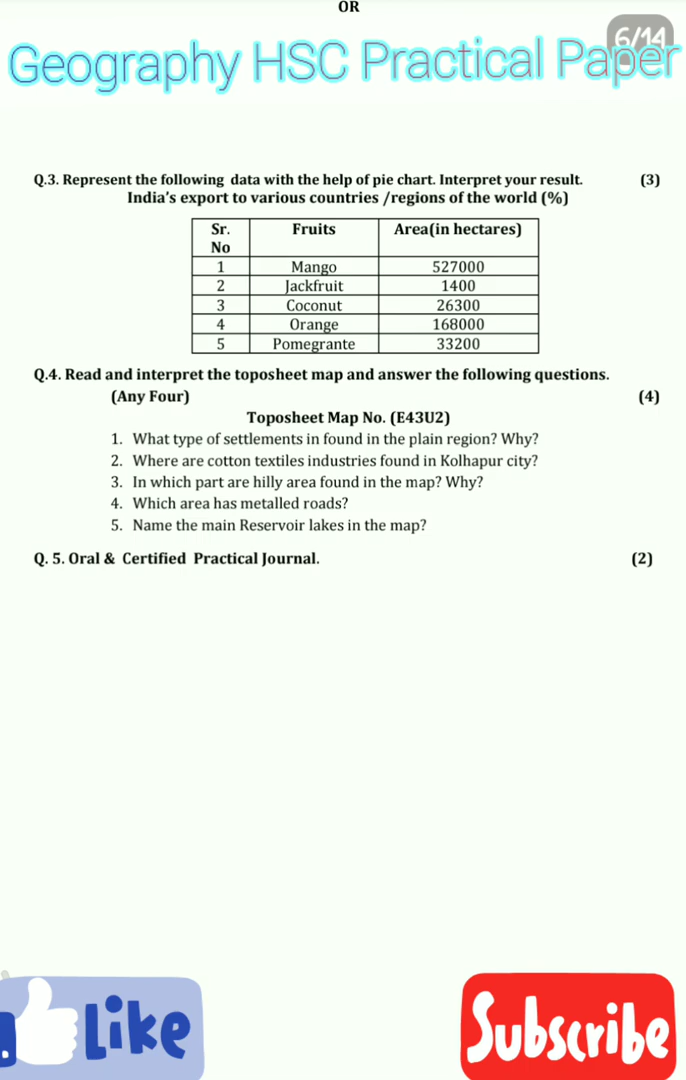 OR
6/14
Geography HSC Practical Paper
Q.3. Represent the following data with the help of pie chart. Interpret your result. (3)
India's export to various countries /regions of the world (%)
Sr. No Fruits Area(in hectares)
1 Mango 527000
2 Jackfruit 1400
3 Coconut 26300
4 Orange 168000
5 Pomegrante 33200
Q.4. Read and interpret the toposheet map and answer the following questions.
(Any Four) (4)
Toposheet Map No. (E43U2)
1. What type of settlements in found in the plain region? Why?
2. Where are cotton textiles industries found in Kolhapur city?
3. In which part are hilly area found in the map? Why?
4. Which area has metalled roads?
5. Name the main Reservoir lakes in the map?
Q. 5. Oral & Certified Practical Journal. (2)
Like
Subscribe